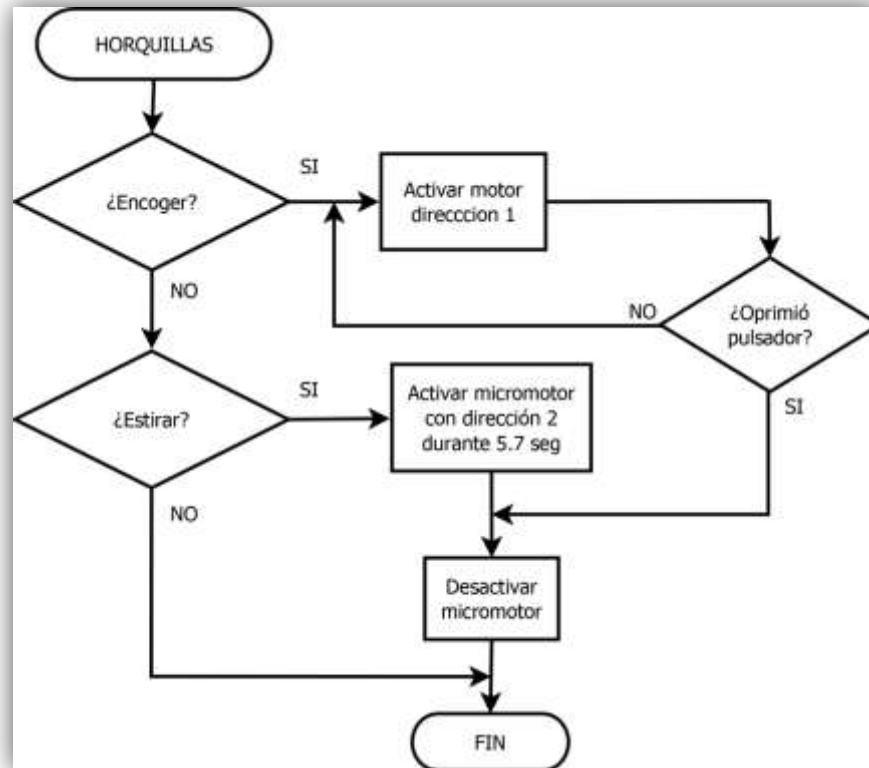 HORQUILLAS
¿Encoger?
SI
Activar motor
direcccion 1
NO
NO
¿Oprimió
pulsador?
SI
¿Estirar?
SI
Activar micromotor
con dirección 2
durante 5.7 seg
NO
Desactivar
micromotor
FIN